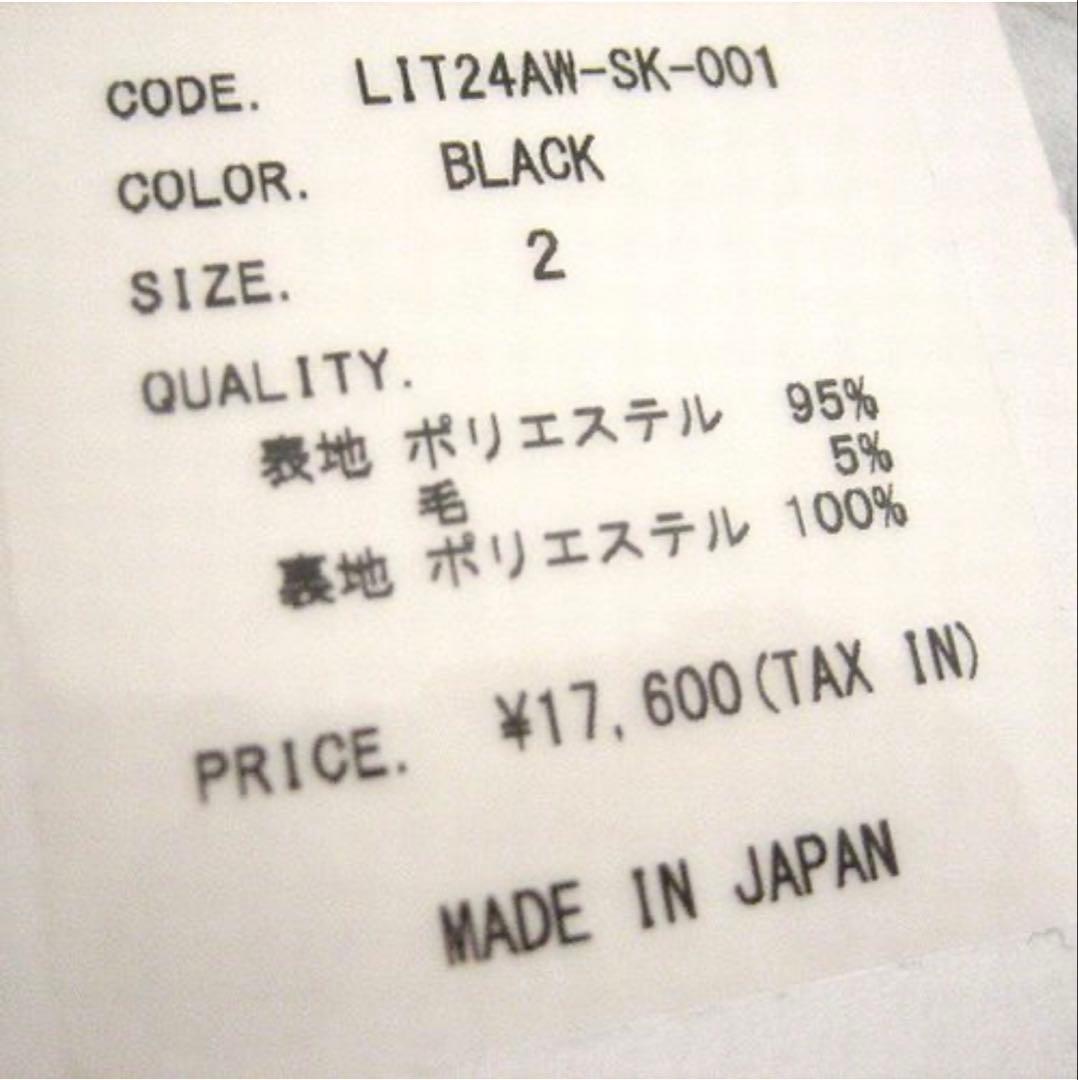 CODE. LIT24AW-SK-001
COLOR. BLACK
SIZE. 2
QUALITY.
表地 ポリエステル 95%
毛 5%
裏地 ポリエステル 100%
PRICE. ¥17,600(TAX IN)
MADE IN JAPAN